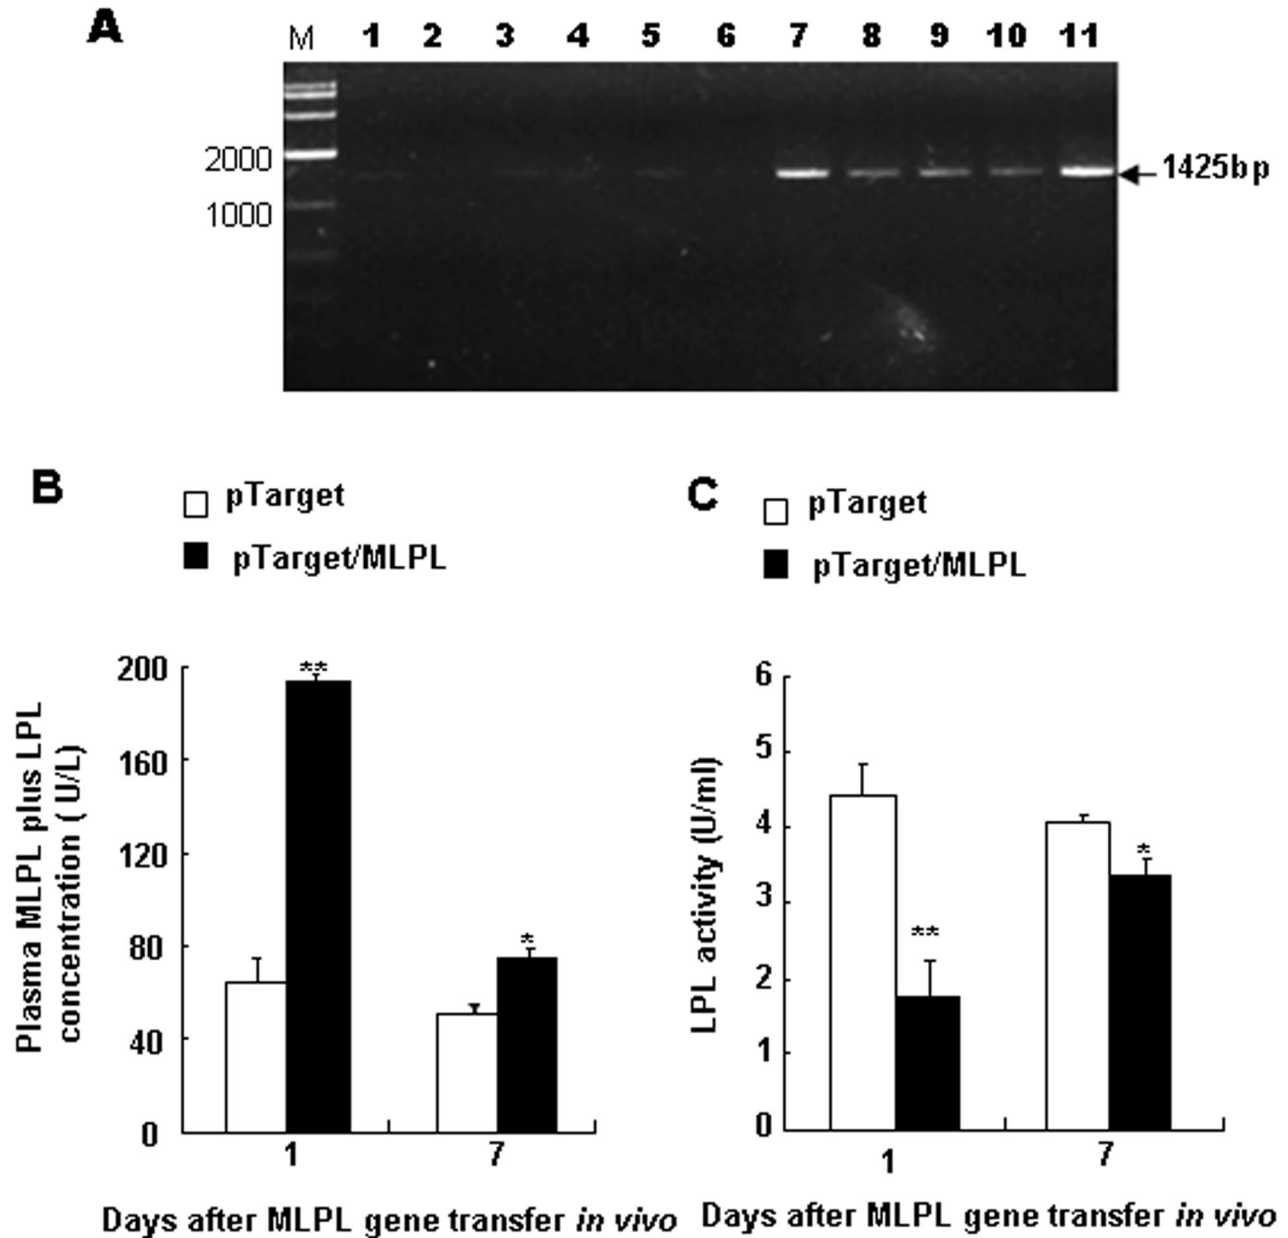 A
M 1 2 3 4 5 6 7 8 9 10 11
2000
1000
1425bp
B
pTarget
pTarget/MLPL
Plasma MLPL plus LPL
concentration ( U/L)
200
160
120
80
40
0
**
*
1 7
Days after MLPL gene transfer in vivo
C
pTarget
pTarget/MLPL
LPL activity (U/ml)
6
5
4
3
2
1
0
**
*
1 7
Days after MLPL gene transfer in vivo